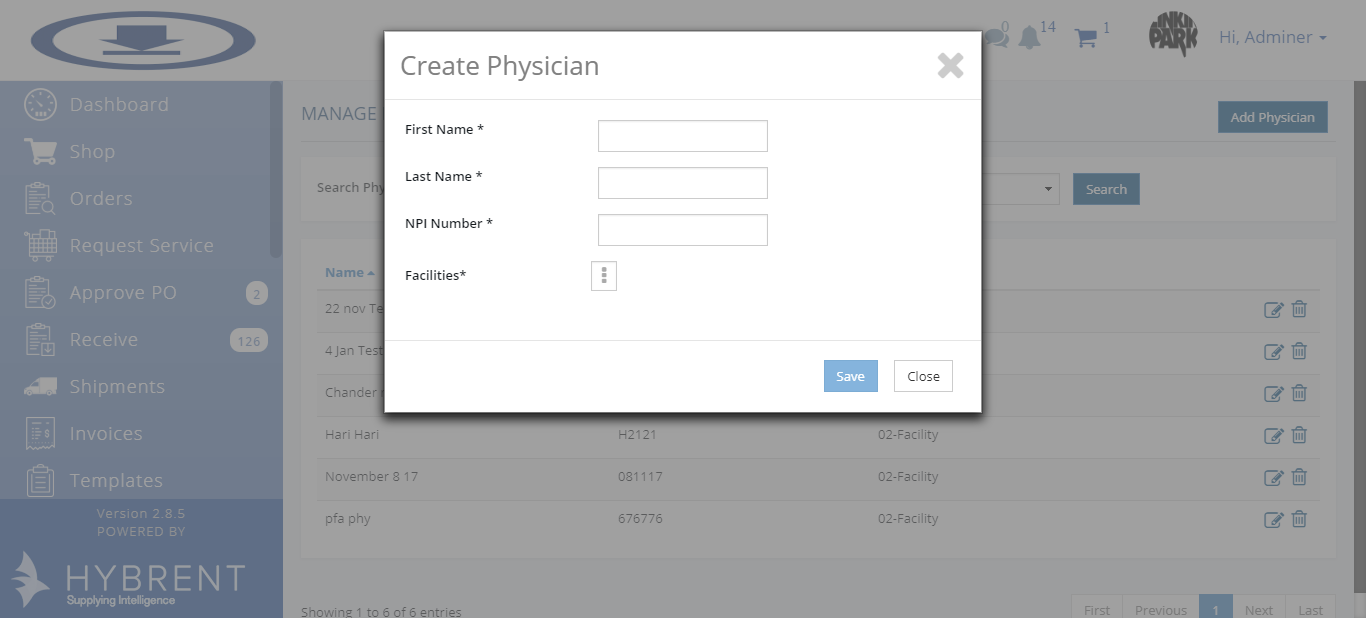 0
14
1
LINKIN
PARK
Hi, Adminer
Dashboard
Shop
Orders
Request Service
Approve PO
2
Receive
126
Shipments
Invoices
Templates
Version 2.8.5
POWERED BY
HYBRENT
Supplying Intelligence
MANAGE
Add Physician
Search Phy
Search
Name
22 nov Te
4 Jan Test
Chander
Hari Hari H2121 02-Facility
November 8 17 081117 02-Facility
pfa phy 676776 02-Facility
Showing 1 to 6 of 6 entries
First Previous 1 Next Last
Create Physician
First Name *
Last Name *
NPI Number *
Facilities*
Save Close